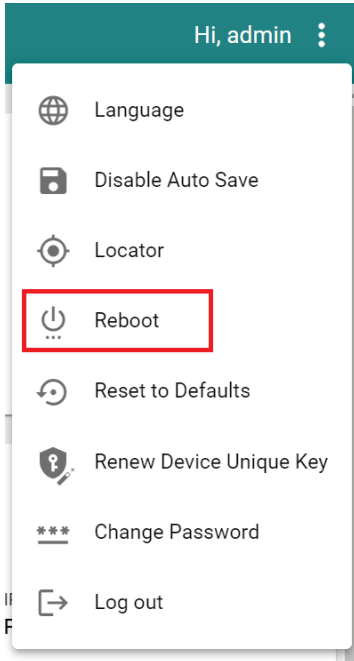 Hi, admin
Language
Disable Auto Save
Locator
Reboot
Reset to Defaults
Renew Device Unique Key
Change Password
***
Log out